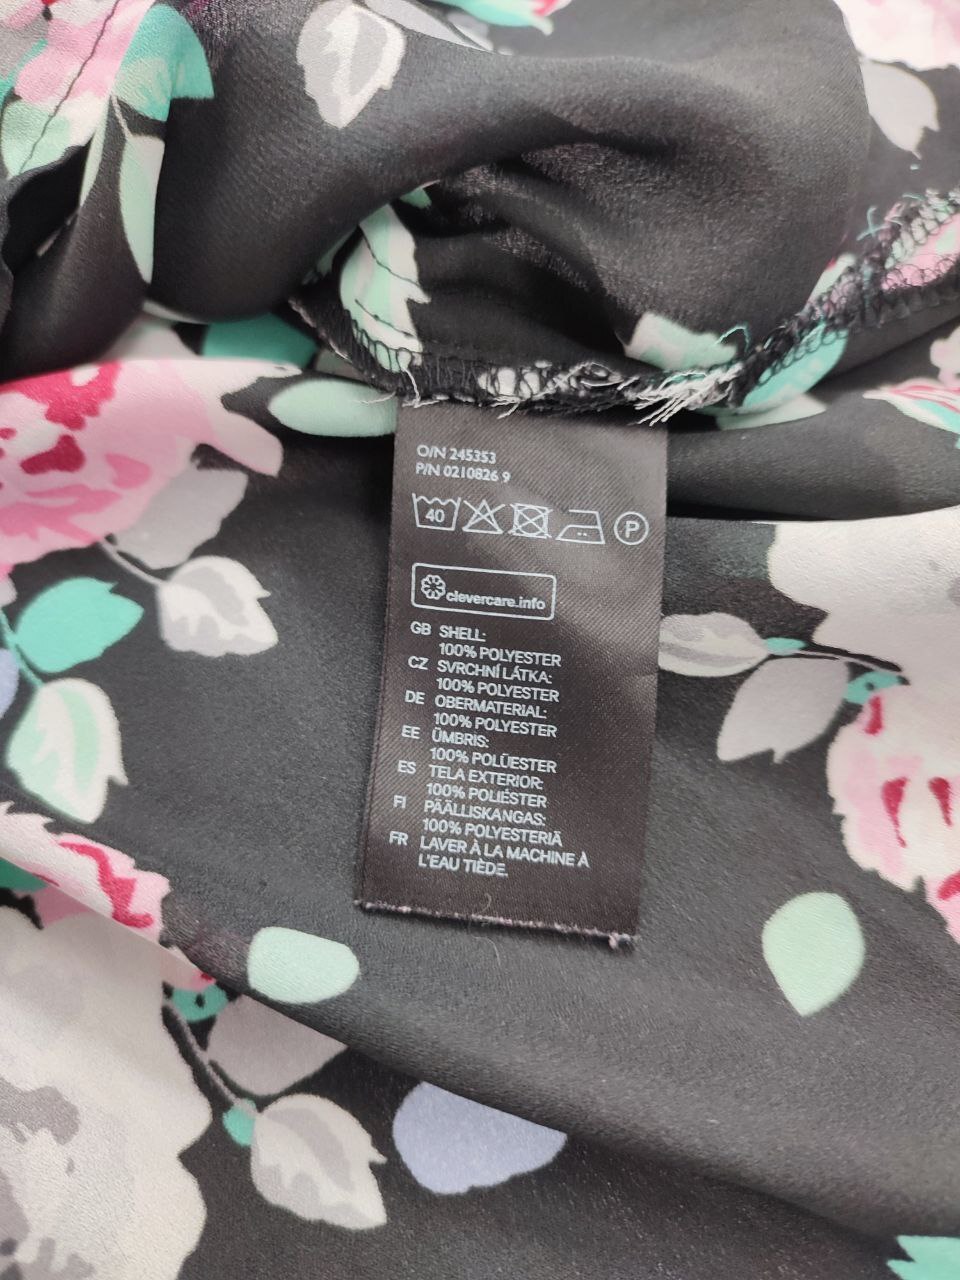 O/N 245353
P/N 0210826 9
40 P
clevercare.info
GB SHELL:
100% POLYESTER
CZ SVRCHNÍ LÁTKA:
100% POLYESTER
DE OBERMATERIAL:
100% POLYESTER
EE ÜMBRIS:
100% POLÜESTER
ES TELA EXTERIOR:
100% POLIÉSTER
FI PÄÄLLISKANGAS:
100% POLYESTERIÄ
FR LAVER À LA MACHINE À
L'EAU TIÈDE.